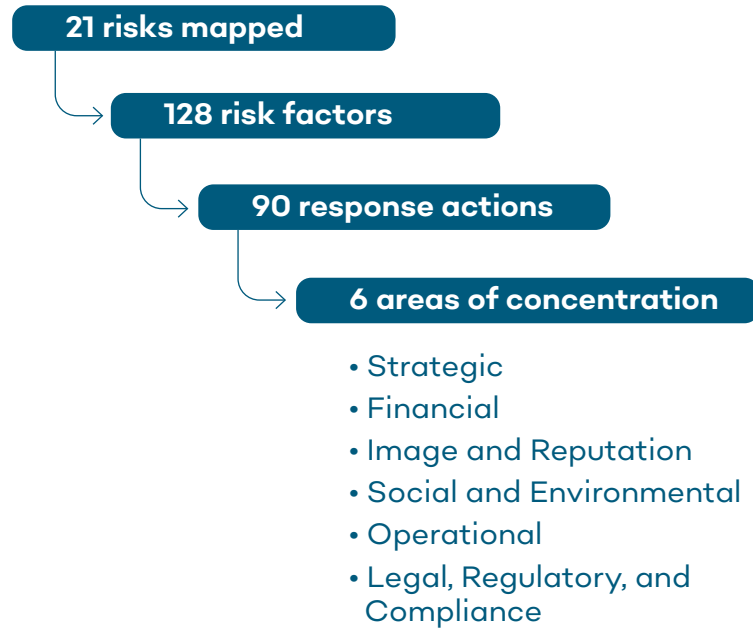 21 risks mapped
128 risk factors
90 response actions
6 areas of concentration
• Strategic
• Financial
• Image and Reputation
• Social and Environmental
• Operational
• Legal, Regulatory, and
Compliance